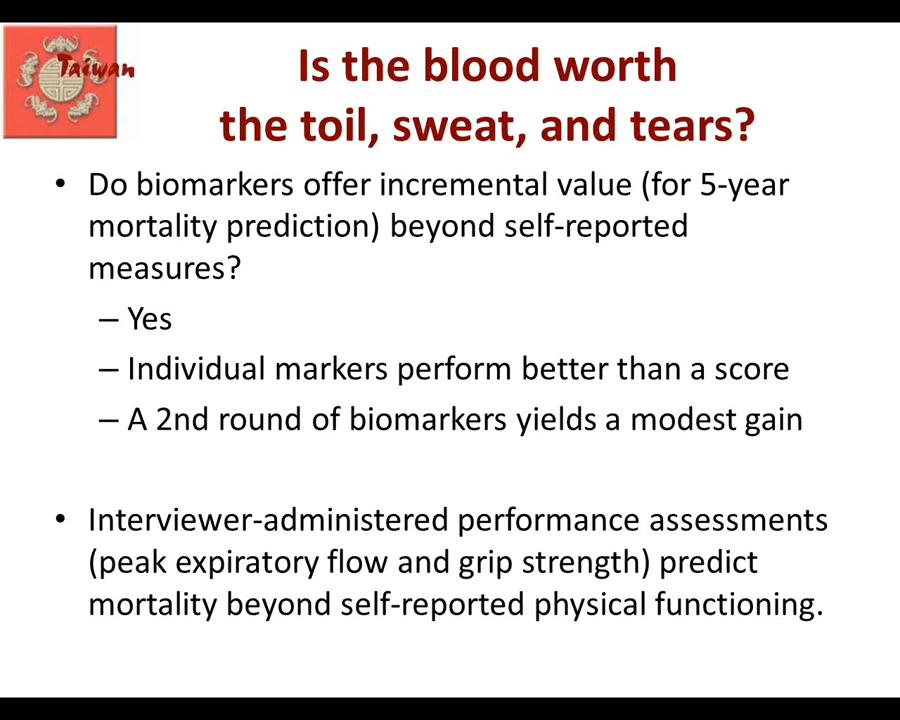 Taiwan
Is the blood worth
the toil, sweat, and tears?
• Do biomarkers offer incremental value (for 5-year
mortality prediction) beyond self-reported
measures?
– Yes
– Individual markers perform better than a score
– A 2nd round of biomarkers yields a modest gain
• Interviewer-administered performance assessments
(peak expiratory flow and grip strength) predict
mortality beyond self-reported physical functioning.